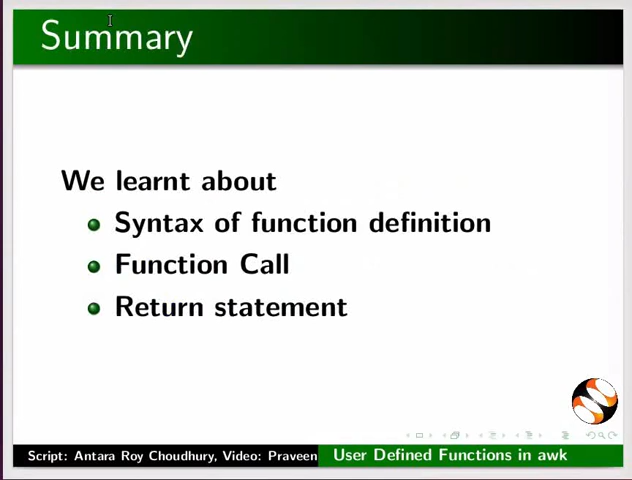 Summary
We learnt about
Syntax of function definition
Function Call
Return statement
Script: Antara Roy Choudhury, Video: Praveen
User Defined Functions in awk